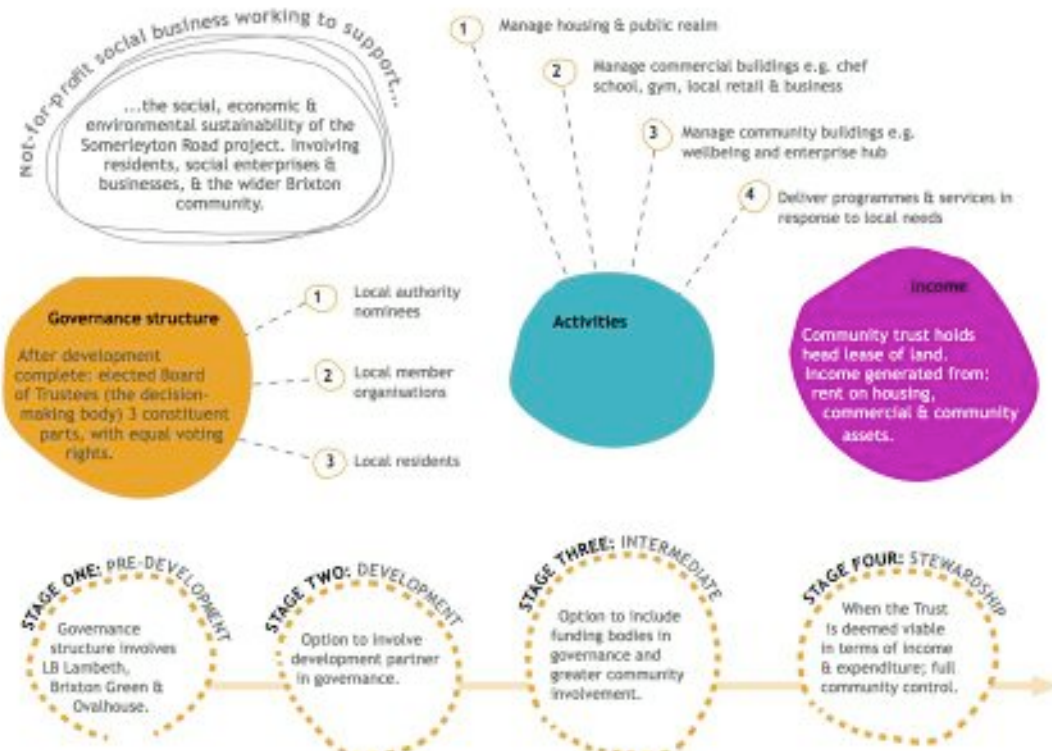 Not-for-profit social business working to support...
...the social, economic &
environmental sustainability of the
Somerleyton Road project. Involving
residents, social enterprises &
businesses, & the wider Brixton
community.
1 Manage housing & public realm
2 Manage commercial buildings e.g. chef
school, gym, local retail & business
3 Manage community buildings e.g.
wellbeing and enterprise hub
4 Deliver programmes & services in
response to local needs
Governance structure
After development
complete: elected Board
of Trustees (the decision-
making body) 3 constituent
parts, with equal voting
rights.
1 Local authority
nominees
2 Local member
organisations
3 Local residents
Activities
Income
Community trust holds
head lease of land.
Income generated from;
rent on housing,
commercial & community
assets.
STAGE ONE: PRE-DEVELOPMENT
Governance
structure involves
LB Lambeth,
Brixton Green &
Ovalhouse.
STAGE TWO: DEVELOPMENT
Option to involve
development partner
in governance.
STAGE THREE: INTERMEDIATE
Option to include
funding bodies in
governance and
greater community
involvement.
STAGE FOUR: STEWARDSHIP
When the Trust
is deemed viable
in terms of income
& expenditure; full
community control.